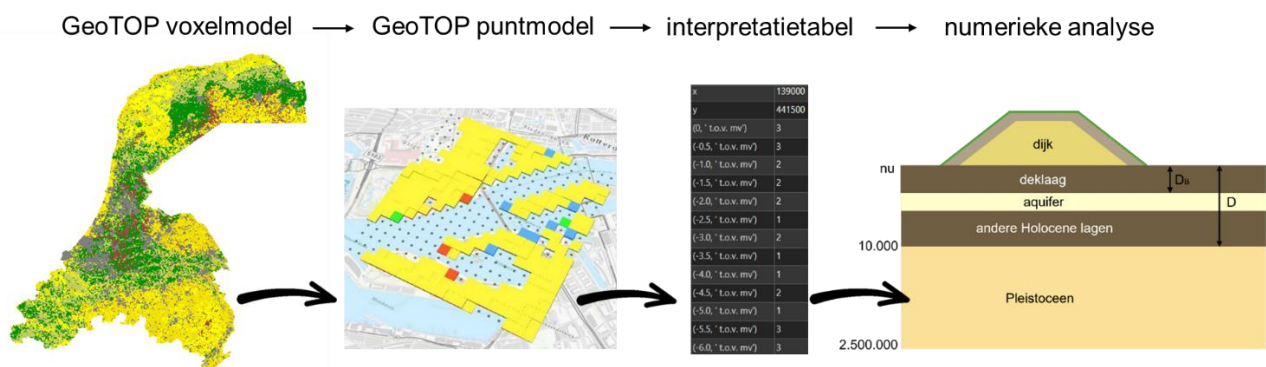 GeoTOP voxelmodel → GeoTOP puntmodel → interpretatietabel → numerieke analyse
x 139000
y 441500
(0, ' t.o.v. mv') 3
(-0.5, ' t.o.v. mv') 3
(-1.0, ' t.o.v. mv') 2
(-1.5, ' t.o.v. mv') 2
(-2.0, ' t.o.v. mv') 2
(-2.5, ' t.o.v. mv') 1
(-3.0, ' t.o.v. mv') 2
(-3.5, ' t.o.v. mv') 1
(-4.0, ' t.o.v. mv') 1
(-4.5, ' t.o.v. mv') 2
(-5.0, ' t.o.v. mv') 1
(-5.5, ' t.o.v. mv') 3
(-6.0, ' t.o.v. mv') 3
dijk
nu
deklaag DB
aquifer D
andere Holocene lagen
10.000
Pleistoceen
2.500.000